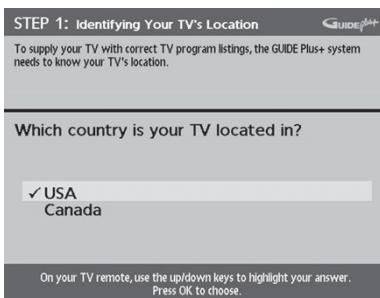 STEP 1: Identifying Your TV's Location
GUIDEplus+
To supply your TV with correct TV program listings, the GUIDE Plus+ system
needs to know your TV's location.
Which country is your TV located in?
✓ USA
Canada
On your TV remote, use the up/down keys to highlight your answer.
Press OK to choose.